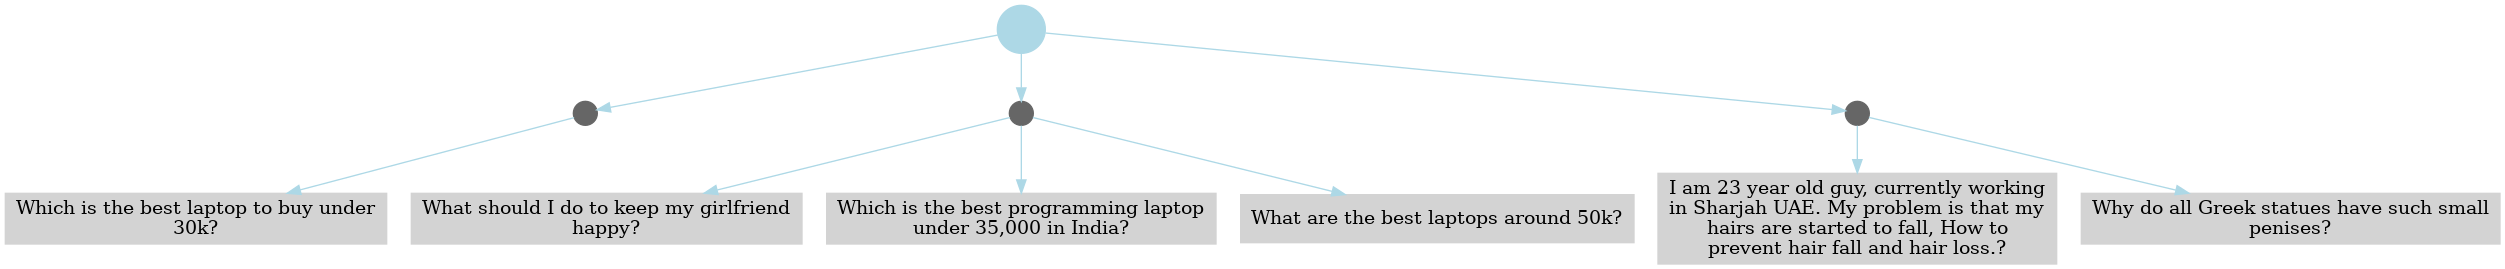 Which is the best laptop to buy under
30k?
What should I do to keep my girlfriend
happy?
Which is the best programming laptop
under 35,000 in India?
What are the best laptops around 50k?
I am 23 year old guy, currently working
in Sharjah UAE. My problem is that my
hairs are started to fall, How to
prevent hair fall and hair loss.?
Why do all Greek statues have such small
penises?